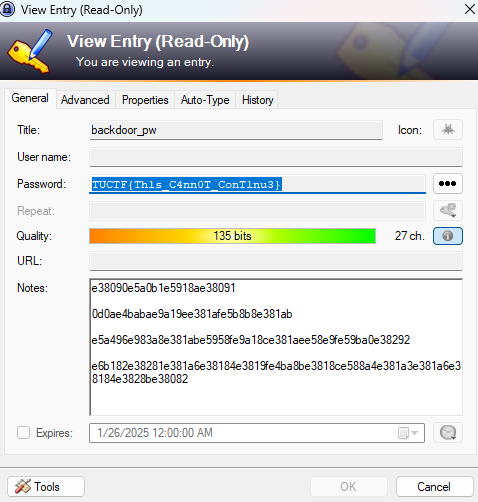 View Entry (Read-Only)
View Entry (Read-Only)
You are viewing an entry.
General Advanced Properties Auto-Type History
Title: backdoor_pw Icon:
User name:
Password: TUCTF{Th1s_C4nn0T_ConT1nu3}
Repeat:
Quality: 135 bits 27 ch.
URL:
Notes: e38090e5a0b1e5918ae38091
0d0ae4babae9a19ee381afe5b8b8e381ab
e5a496e983a8e381abe5958fe9a18ce381aee58e9fe59ba0e38292
e6b182e38281e381a6e38184e3819fe4ba8be3818ce588a4e381a3e381a6e3
8184e3828be38082
Expires: 1/26/2025 12:00:00 AM
Tools OK Cancel